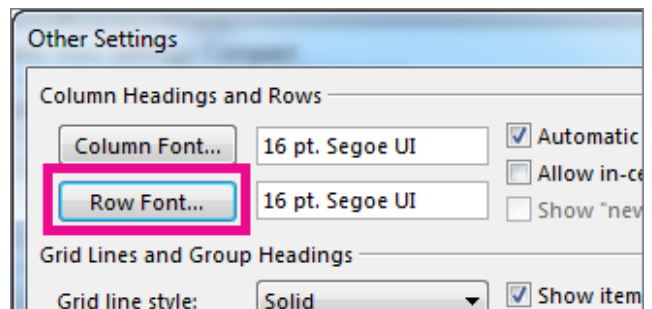 Other Settings
Column Headings and Rows
Column Font... 16 pt. Segoe UI Automatic
Allow in-ce
Row Font... 16 pt. Segoe UI
Show "new
Grid Lines and Group Headings
Grid line style: Solid Show item